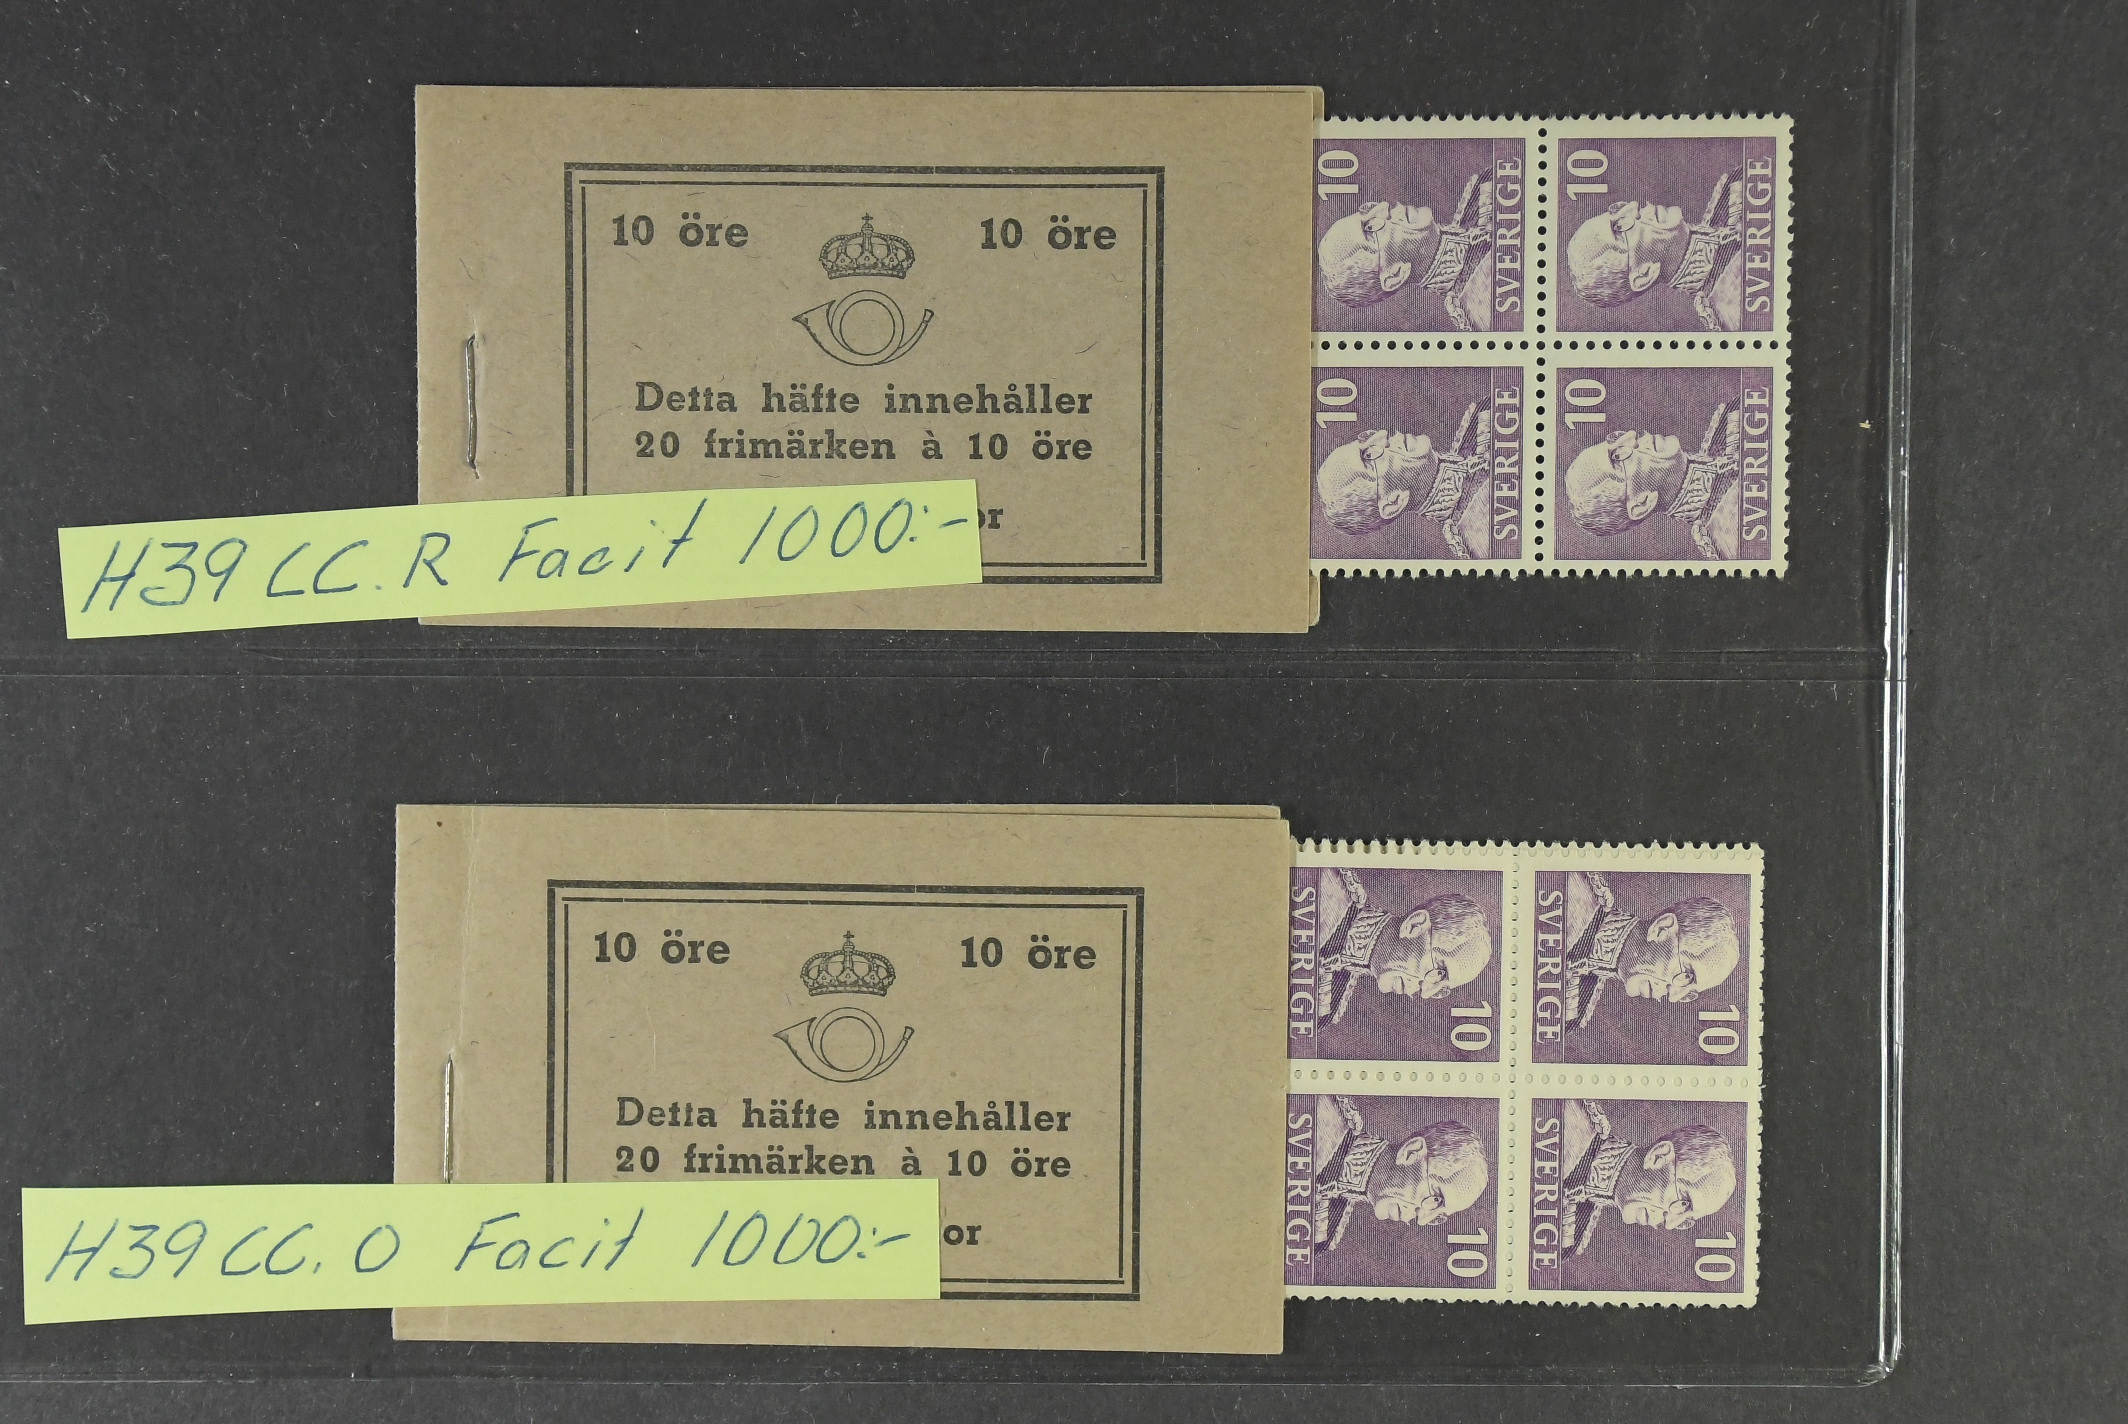 10 öre 10 öre
Detta häfte innehåller
20 frimärken à 10 öre
or
H39 CC. R Facit 1000:-
10 SVERIGE 10 SVERIGE
10 SVERIGE 10 SVERIGE
10 öre 10 öre
Detta häfte innehåller
20 frimärken à 10 öre
or
H39 CC. O Facit 1000:-
SVERIGE 10 SVERIGE 10
SVERIGE 10 SVERIGE 10